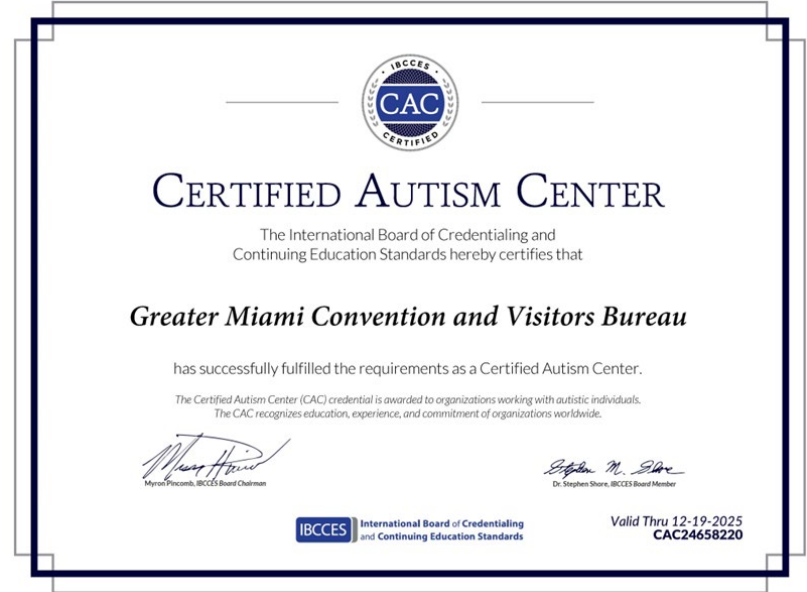 IBCCES
CAC
CERTIFIED
CERTIFIED AUTISM CENTER
The International Board of Credentialing and
Continuing Education Standards hereby certifies that
Greater Miami Convention and Visitors Bureau
has successfully fulfilled the requirements as a Certified Autism Center.
The Certified Autism Center (CAC) credential is awarded to organizations working with autistic individuals.
The CAC recognizes education, experience, and commitment of organizations worldwide.
Stephen M. Shore
Myron Pincomb, IBCCES Board Chairman
Dr. Stephen Shore, IBCCES Board Member
IBCCES
International Board of Credentialing
and Continuing Education Standards
Valid Thru 12-19-2025
CAC24658220